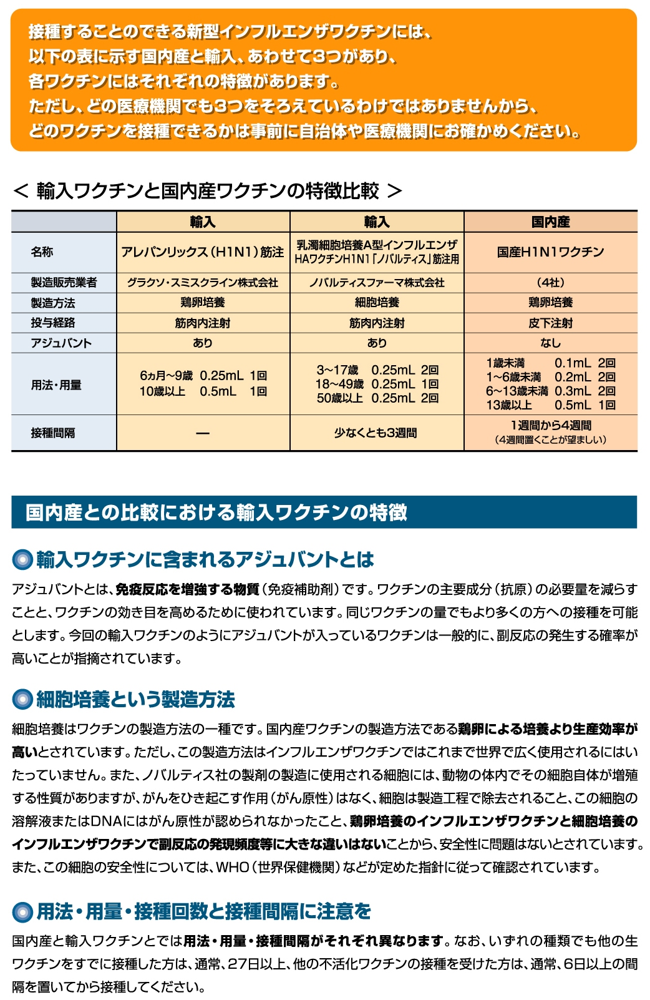 接種することのできる新型インフルエンザワクチンには、
以下の表に示す国内産と輸入、あわせて3つがあり、
各ワクチンにはそれぞれの特徴があります。
ただし、どの医療機関でも3つをそろえているわけではありませんから、
どのワクチンを接種できるかは事前に自治体や医療機関にお確かめください。
＜ 輸入ワクチンと国内産ワクチンの特徴比較 ＞
輸入 輸入 国内産
名称 アレパンリックス（H1N1）筋注 乳濁細胞培養A型インフルエンザ 国産H1N1ワクチン
HAワクチンH1N1「ノバルティス」筋注用
製造販売業者 グラクソ・スミスクライン株式会社 ノバルティスファーマ株式会社 （4社）
製造方法 鶏卵培養 細胞培養 鶏卵培養
投与経路 筋肉内注射 筋肉内注射 皮下注射
アジュバント あり あり なし
用法・用量
6ヵ月〜9歳 0.25mL 1回
10歳以上 0.5mL 1回
3〜17歳 0.25mL 2回
18〜49歳 0.25mL 1回
50歳以上 0.25mL 2回
1歳未満 0.1mL 2回
1〜6歳未満 0.2mL 2回
6〜13歳未満 0.3mL 2回
13歳以上 0.5mL 1回
接種間隔 ー 少なくとも3週間 1週間から4週間
（4週間置くことが望ましい）
国内産との比較における輸入ワクチンの特徴
輸入ワクチンに含まれるアジュバントとは
アジュバントとは、免疫反応を増強する物質（免疫補助剤）です。ワクチンの主要成分（抗原）の必要量を減らす
ことと、ワクチンの効き目を高めるために使われています。同じワクチンの量でもより多くの方への接種を可能
とします。今回の輸入ワクチンのようにアジュバントが入っているワクチンは一般的に、副反応の発生する確率が
高いことが指摘されています。
細胞培養という製造方法
細胞培養はワクチンの製造方法の一種です。国内産ワクチンの製造方法である鶏卵による培養より生産効率が
高いとされています。ただし、この製造方法はインフルエンザワクチンではこれまで世界で広く使用されるにはい
たっていません。また、ノバルティス社の製剤の製造に使用される細胞には、動物の体内でその細胞自体が増殖
する性質がありますが、がんをひき起こす作用（がん原性）はなく、細胞は製造工程で除去されること、この細胞の
溶解液またはDNAにはがん原性が認められなかったこと、鶏卵培養のインフルエンザワクチンと細胞培養の
インフルエンザワクチンで副反応の発現頻度等に大きな違いはないことから、安全性に問題はないとされています。
また、この細胞の安全性については、WHO（世界保健機関）などが定めた指針に従って確認されています。
用法・用量・接種回数と接種間隔に注意を
国内産と輸入ワクチンとでは用法・用量・接種間隔がそれぞれ異なります。なお、いずれの種類でも他の生
ワクチンをすでに接種した方は、通常、27日以上、他の不活化ワクチンの接種を受けた方は、通常、6日以上の間
隔を置いてから接種してください。